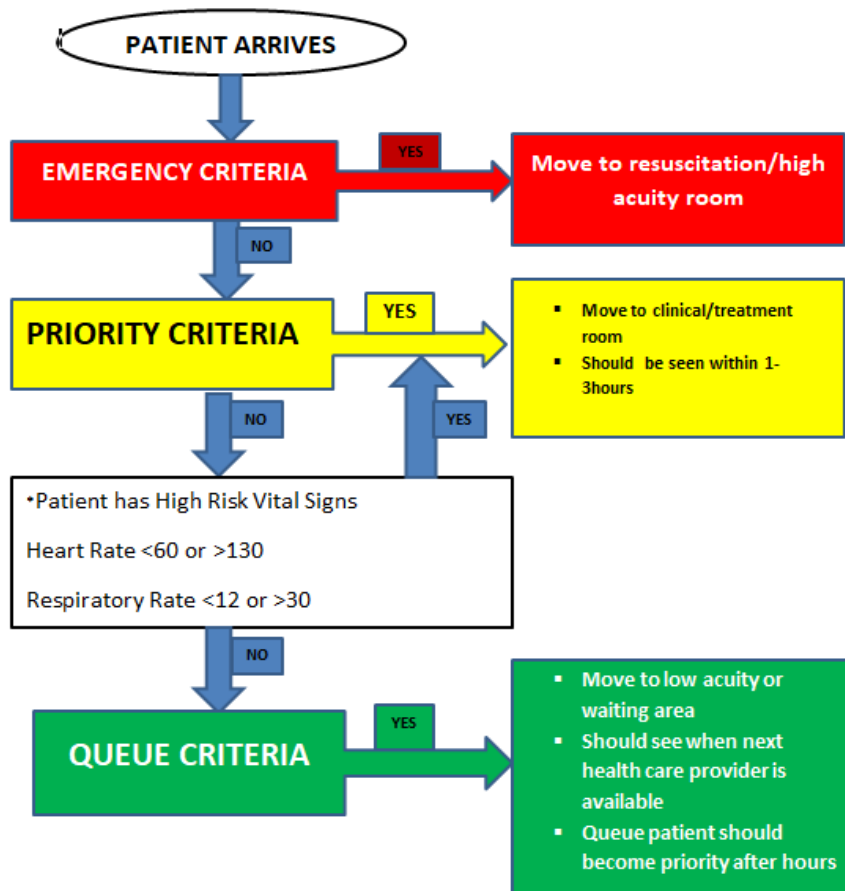 PATIENT ARRIVES
YES
EMERGENCY CRITERIA
Move to resuscitation/high
acuity room
NO
YES
PRIORITY CRITERIA
▪ Move to clinical/treatment
room
▪ Should be seen within 1-
3hours
NO
YES
•Patient has High Risk Vital Signs
Heart Rate <60 or >130
Respiratory Rate <12 or >30
NO
YES
QUEUE CRITERIA
▪ Move to low acuity or
waiting area
▪ Should see when next
health care provider is
available
▪ Queue patient should
become priority after hours